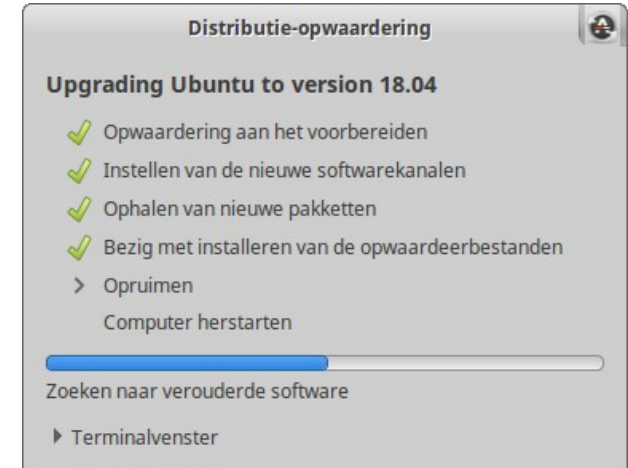 Distributie-opwaardering
Upgrading Ubuntu to version 18.04
Opwaardering aan het voorbereiden
Instellen van de nieuwe softwarekanalen
Ophalen van nieuwe pakketten
Bezig met installeren van de opwaardeerbestanden
Opruimen
Computer herstarten
Zoeken naar verouderde software
Terminalvenster